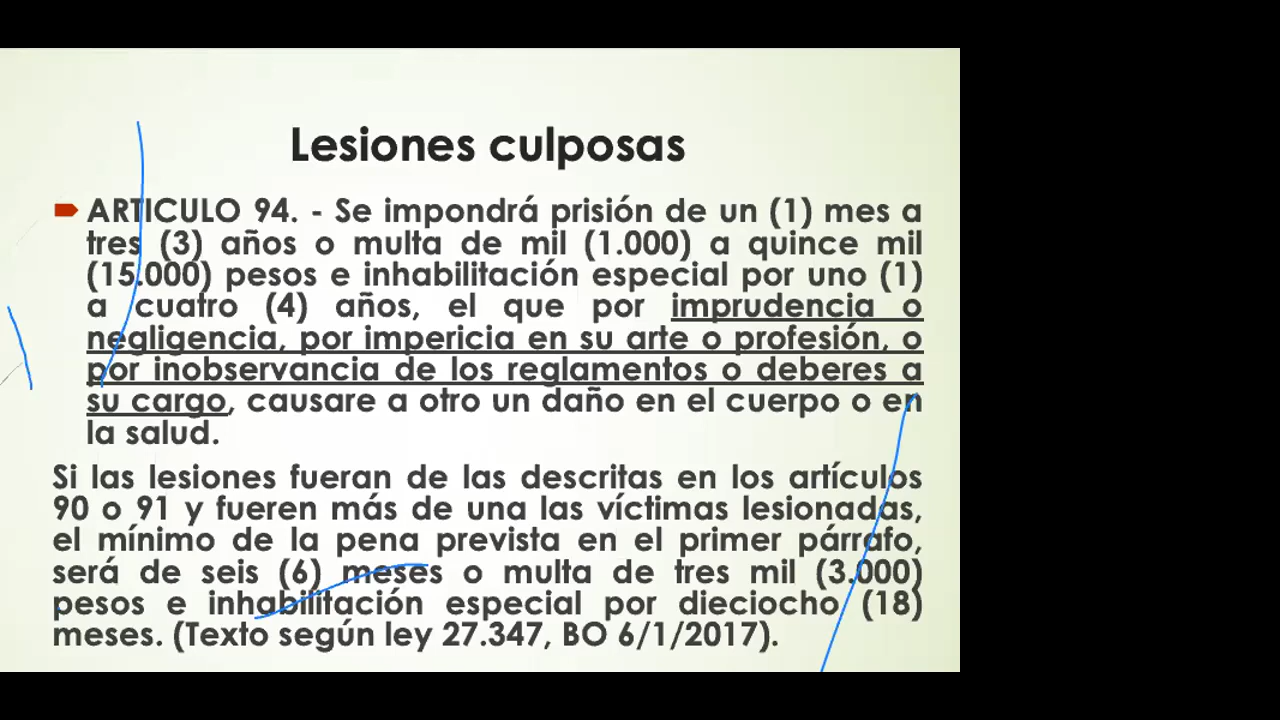 Lesiones culposas
ARTICULO 94. - Se impondrá prisión de un (1) mes a
tres (3) años o multa de mil (1.000) a quince mil
(15.000) pesos e inhabilitación especial por uno (1)
a cuatro (4) años, el que por imprudencia o
negligencia, por impericia en su arte o profesión, o
por inobservancia de los reglamentos o deberes a
su cargo, causare a otro un daño en el cuerpo o en
la salud.
Si las lesiones fueran de las descritas en los artículos
90 o 91 y fueren más de una las víctimas lesionadas,
el mínimo de la pena prevista en el primer párrafo,
será de seis (6) meses o multa de tres mil (3.000)
pesos e inhabilitación especial por dieciocho (18)
meses. (Texto según ley 27.347, BO 6/1/2017).